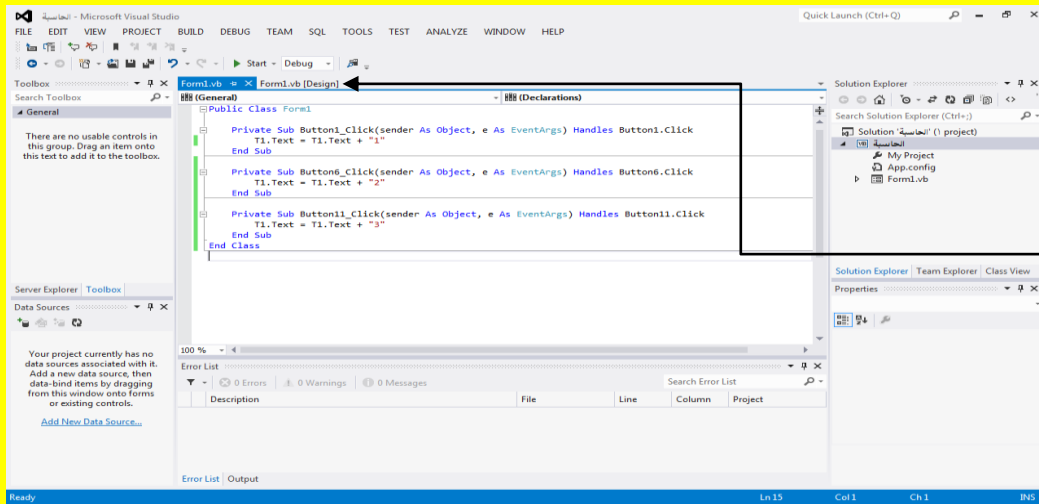 الحاسبة - Microsoft Visual Studio
Quick Launch (Ctrl+Q)
FILE EDIT VIEW PROJECT BUILD DEBUG TEAM SQL TOOLS TEST ANALYZE WINDOW HELP
Start Debug
Toolbox
Search Toolbox
General
There are no usable controls in
this group. Drag an item onto
this text to add it to the toolbox.
Server Explorer Toolbox
Data Sources
Your project currently has no
data sources associated with it.
Add a new data source, then
data-bind items by dragging
from this window onto forms
or existing controls.
Add New Data Source...
Form1.vb Form1.vb [Design]
(General) (Declarations)
Public Class Form1
Private Sub Button1_Click(sender As Object, e As EventArgs) Handles Button1.Click
T1.Text = T1.Text + "1"
End Sub
Private Sub Button6_Click(sender As Object, e As EventArgs) Handles Button6.Click
T1.Text = T1.Text + "2"
End Sub
Private Sub Button11_Click(sender As Object, e As EventArgs) Handles Button11.Click
T1.Text = T1.Text + "3"
End Sub
End Class
100 %
Error List
0 Errors 0 Warnings 0 Messages
Search Error List
Description File Line Column Project
Error List Output
Solution Explorer
Search Solution Explorer (Ctrl+;)
Solution 'الحاسبة' (١ project)
VB الحاسبة
My Project
App.config
Form1.vb
Solution Explorer Team Explorer Class View
Properties
Ready Ln 15 Col 1 Ch 1 INS